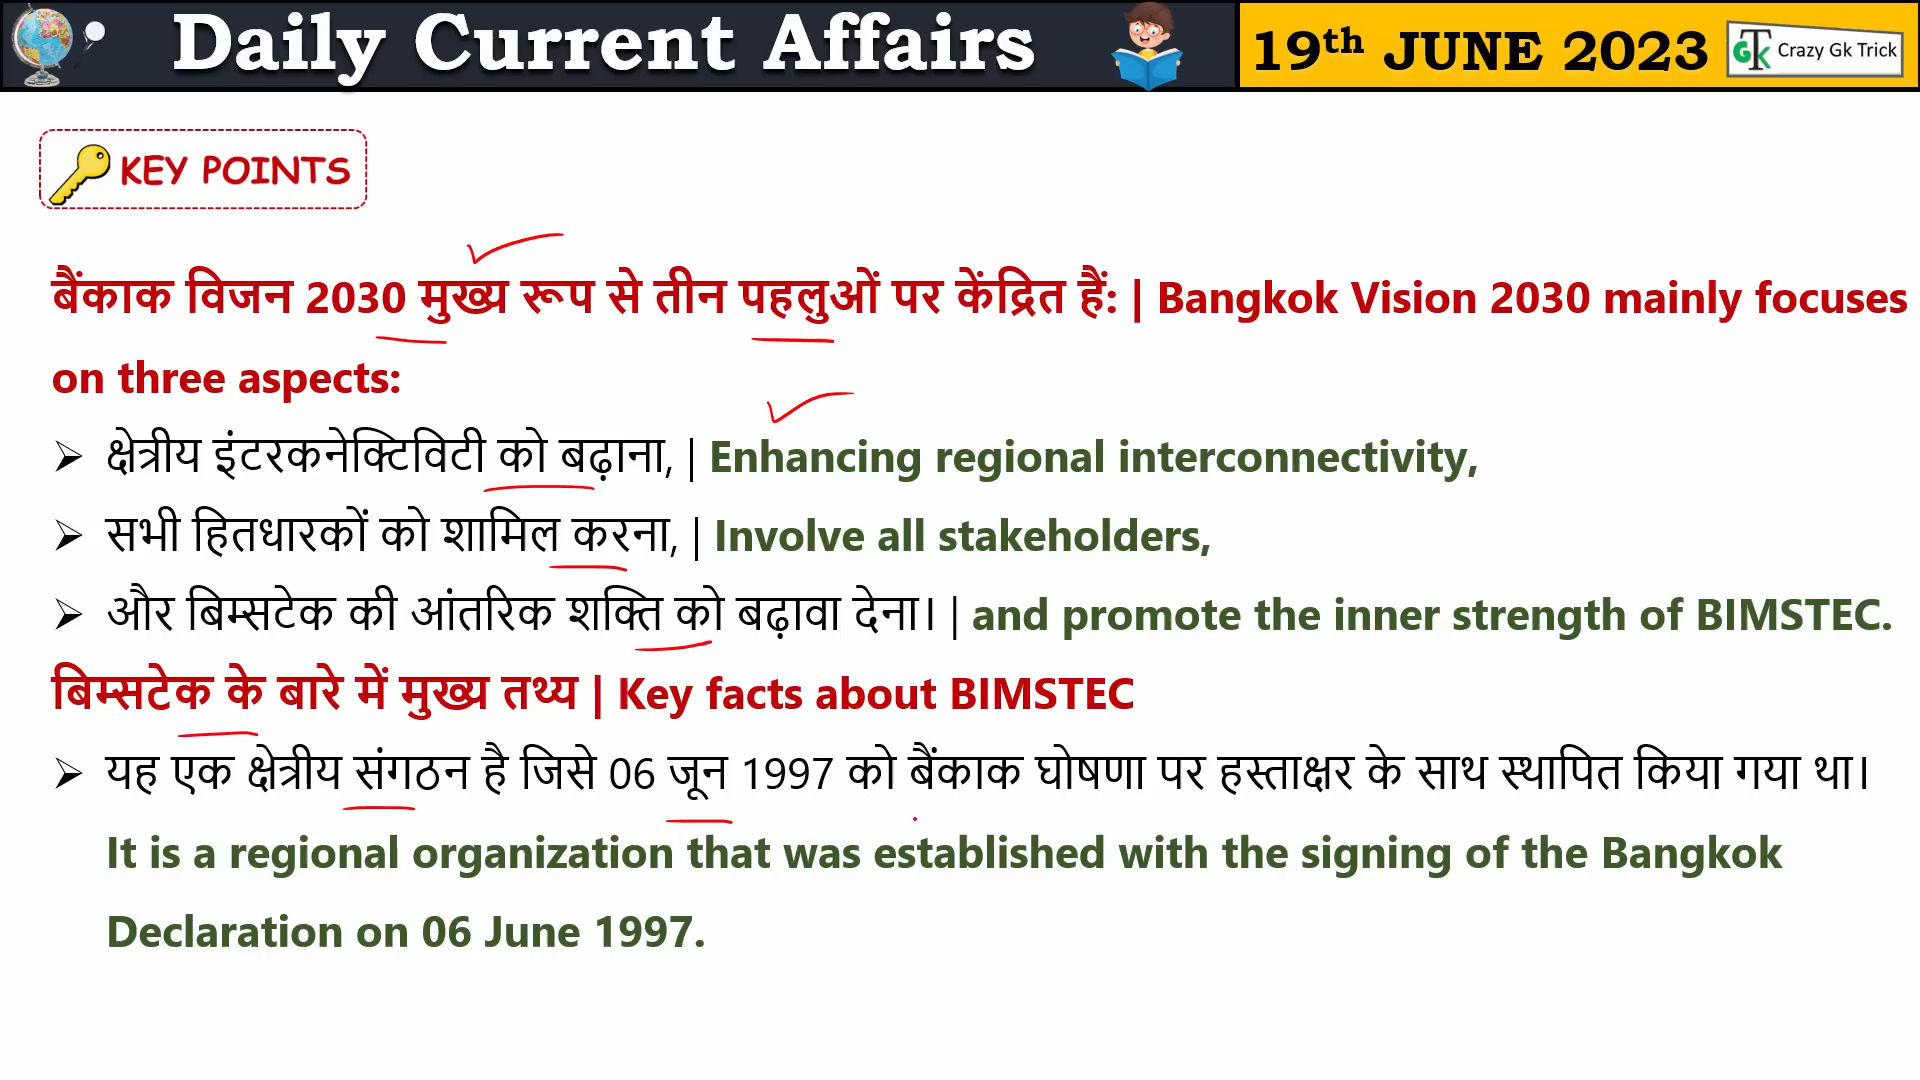 Daily Current Affairs
19th JUNE 2023
GTK Crazy Gk Trick
KEY POINTS
बैंकाक विजन 2030 मुख्य रूप से तीन पहलुओं पर केंद्रित हैं: | Bangkok Vision 2030 mainly focuses
on three aspects:
➢ क्षेत्रीय इंटरकनेक्टिविटी को बढ़ाना, | Enhancing regional interconnectivity,
➢ सभी हितधारकों को शामिल करना, | Involve all stakeholders,
➢ और बिम्सटेक की आंतरिक शक्ति को बढ़ावा देना। | and promote the inner strength of BIMSTEC.
बिम्सटेक के बारे में मुख्य तथ्य | Key facts about BIMSTEC
➢ यह एक क्षेत्रीय संगठन है जिसे 06 जून 1997 को बैंकाक घोषणा पर हस्ताक्षर के साथ स्थापित किया गया था।
It is a regional organization that was established with the signing of the Bangkok
Declaration on 06 June 1997.